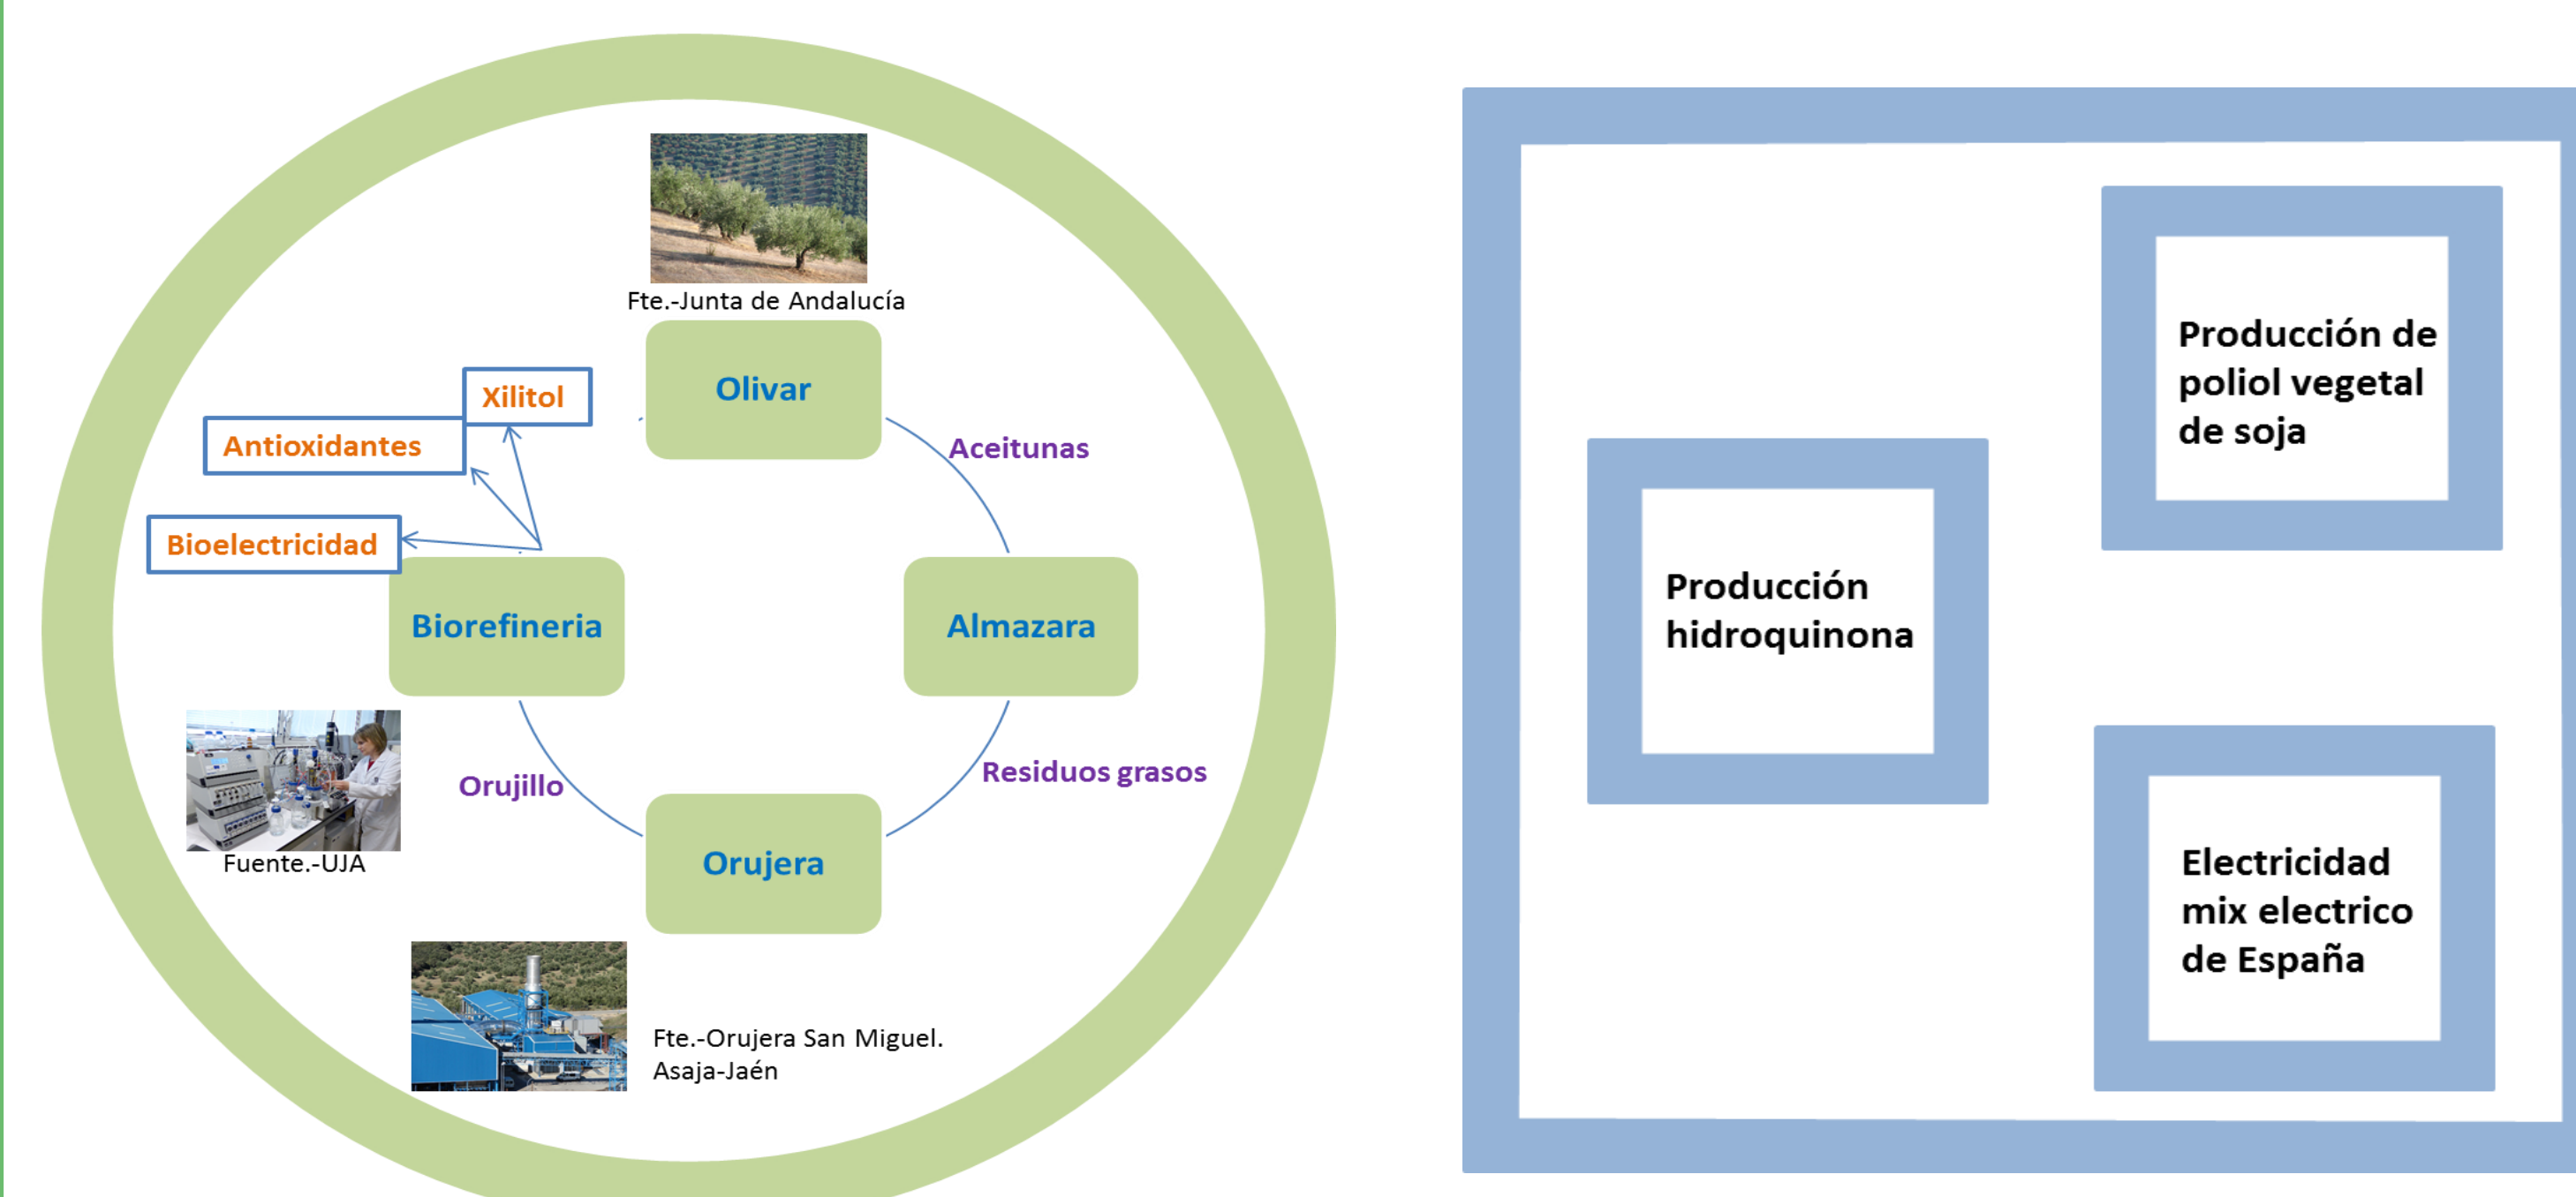 Fte.-Junta de Andalucía
Olivar
Xilitol
Antioxidantes
Aceitunas
Bioelectricidad
Biorefineria
Almazara
Fuente.-UJA
Orujillo
Residuos grasos
Orujera
Fte.-Orujera San Miguel.
Asaja-Jaén
Producción de
poliol vegetal
de soja
Producción
hidroquinona
Electricidad
mix electrico
de España